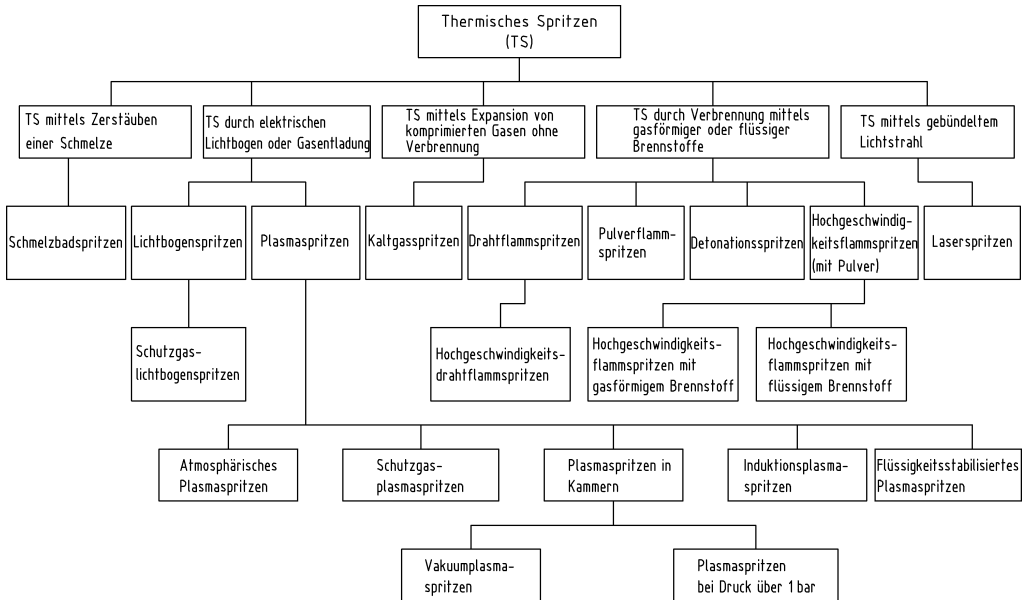 Thermisches Spritzen
(TS)
TS mittels Zerstäuben
einer Schmelze
TS durch elektrischen
Lichtbogen oder Gasentladung
TS mittels Expansion von
komprimierten Gasen ohne
Verbrennung
TS durch Verbrennung mittels
gasförmiger oder flüssiger
Brennstoffe
TS mittels gebündeltem
Lichtstrahl
Schmelzbadspritzen
Lichtbogenspritzen
Plasmaspritzen
Kaltgasspritzen
Drahtflammspritzen
Pulverflamm-
spritzen
Detonationsspritzen
Hochgeschwindig-
keitsflammspritzen
(mit Pulver)
Laserspritzen
Schutzgas-
lichtbogenspritzen
Hochgeschwindigkeits-
drahtflammspritzen
Hochgeschwindigkeits-
flammspritzen mit
gasförmigem Brennstoff
Hochgeschwindigkeits-
flammspritzen mit
flüssigem Brennstoff
Atmosphärisches
Plasmaspritzen
Schutzgas-
plasmaspritzen
Plasmaspritzen in
Kammern
Induktionsplasma-
spritzen
Flüssigkeitsstabilisiertes
Plasmaspritzen
Vakuumplasma-
spritzen
Plasmaspritzen
bei Druck über 1 bar